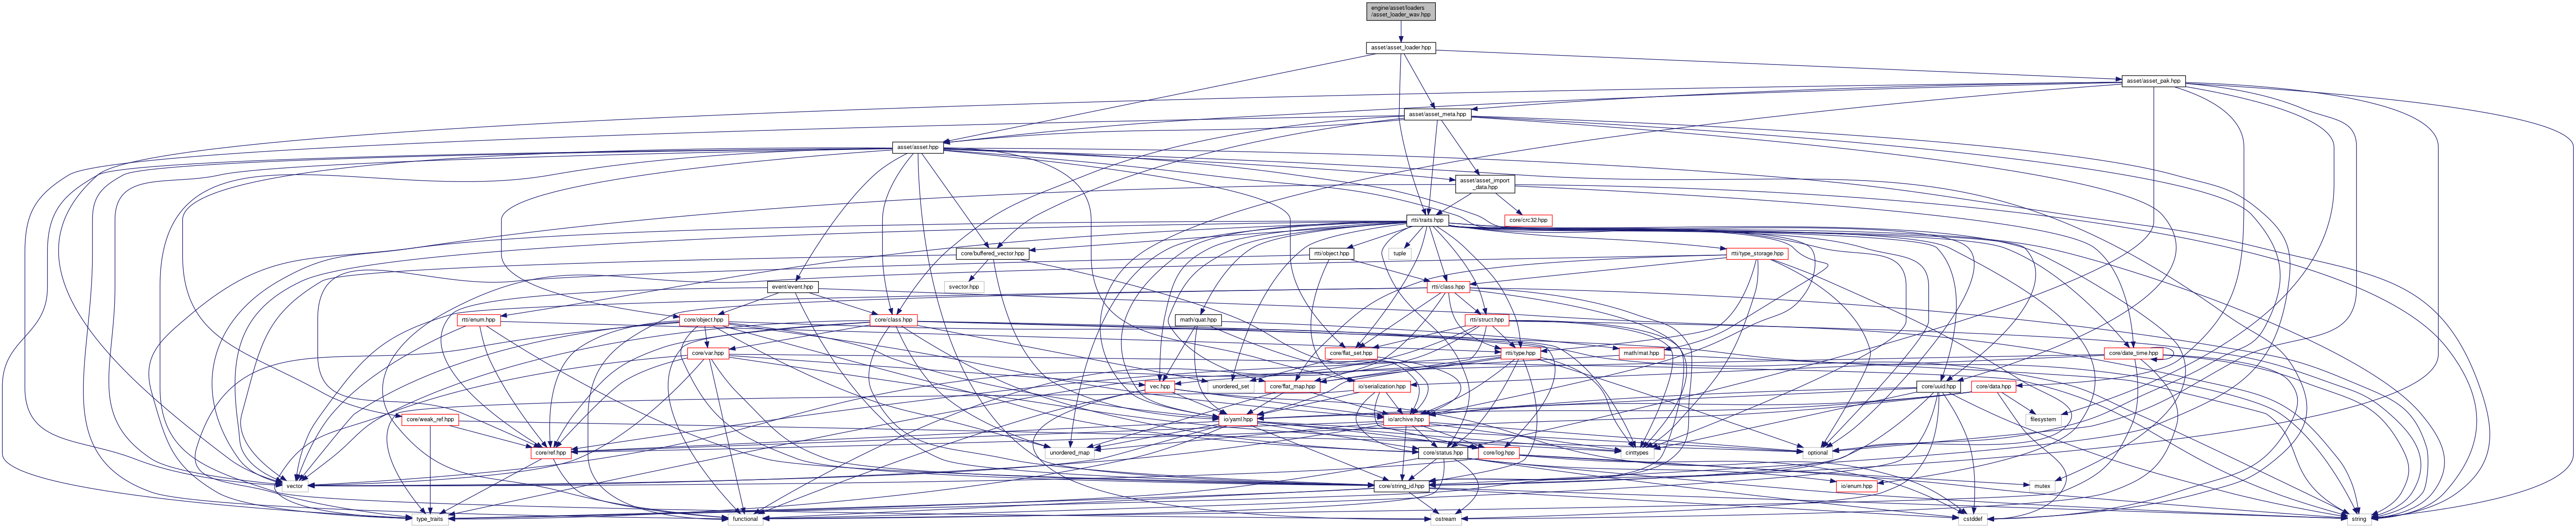 engine/asset/loaders
/asset_loader_wav.hpp
asset/asset_loader.hpp
asset/asset_pak.hpp
asset/asset_meta.hpp
asset/asset.hpp
asset/asset_import
_data.hpp
rtti/traits.hpp
core/crc32.hpp
core/buffered_vector.hpp
rtti/object.hpp
tuple
rtti/type_storage.hpp
event/event.hpp
svector.hpp
rtti/class.hpp
rtti/enum.hpp
core/object.hpp
core/class.hpp
math/quat.hpp
rtti/struct.hpp
core/var.hpp
core/flat_set.hpp
rtti/type.hpp
math/mat.hpp
core/date_time.hpp
vec.hpp
unordered_set
core/flat_map.hpp
io/serialization.hpp
core/uuid.hpp
core/data.hpp
core/weak_ref.hpp
io/yaml.hpp
io/archive.hpp
filesystem
core/ref.hpp
unordered_map
core/status.hpp
core/log.hpp
cinttypes
optional
vector
core/string_id.hpp
io/enum.hpp
mutex
type_traits
functional
ostream
cstddef
string